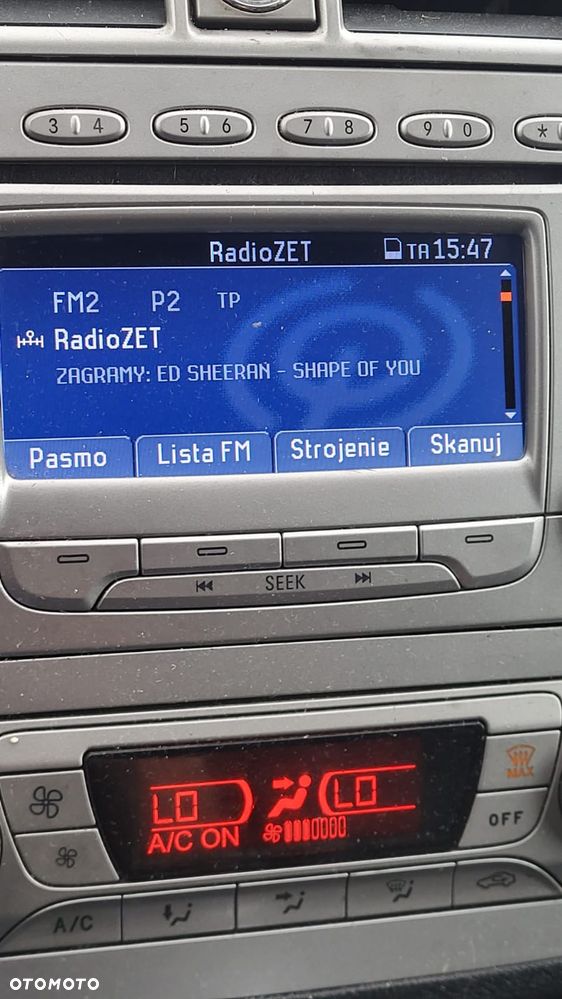 3 4 5 6 7 8 9 0 *
RadioZET TA 15:47
FM2 P2 TP
RadioZET
ZAGRAMY: ED SHEERAN - SHAPE OF YOU
Pasmo Lista FM Strojenie Skanuj
SEEK
MAX
LO LO
OFF
A/C ON
A/C
OTOMOTO